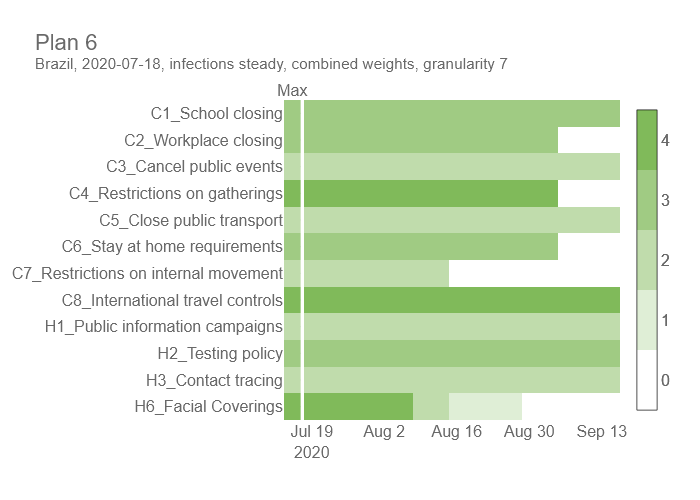 Plan 6
Brazil, 2020-07-18, infections steady, combined weights, granularity 7
Max
C1_School closing
C2_Workplace closing
C3_Cancel public events
C4_Restrictions on gatherings
C5_Close public transport
C6_Stay at home requirements
C7_Restrictions on internal movement
C8_International travel controls
H1_Public information campaigns
H2_Testing policy
H3_Contact tracing
H6_Facial Coverings
4
3
2
1
0
Jul 19 Aug 2 Aug 16 Aug 30 Sep 13
2020